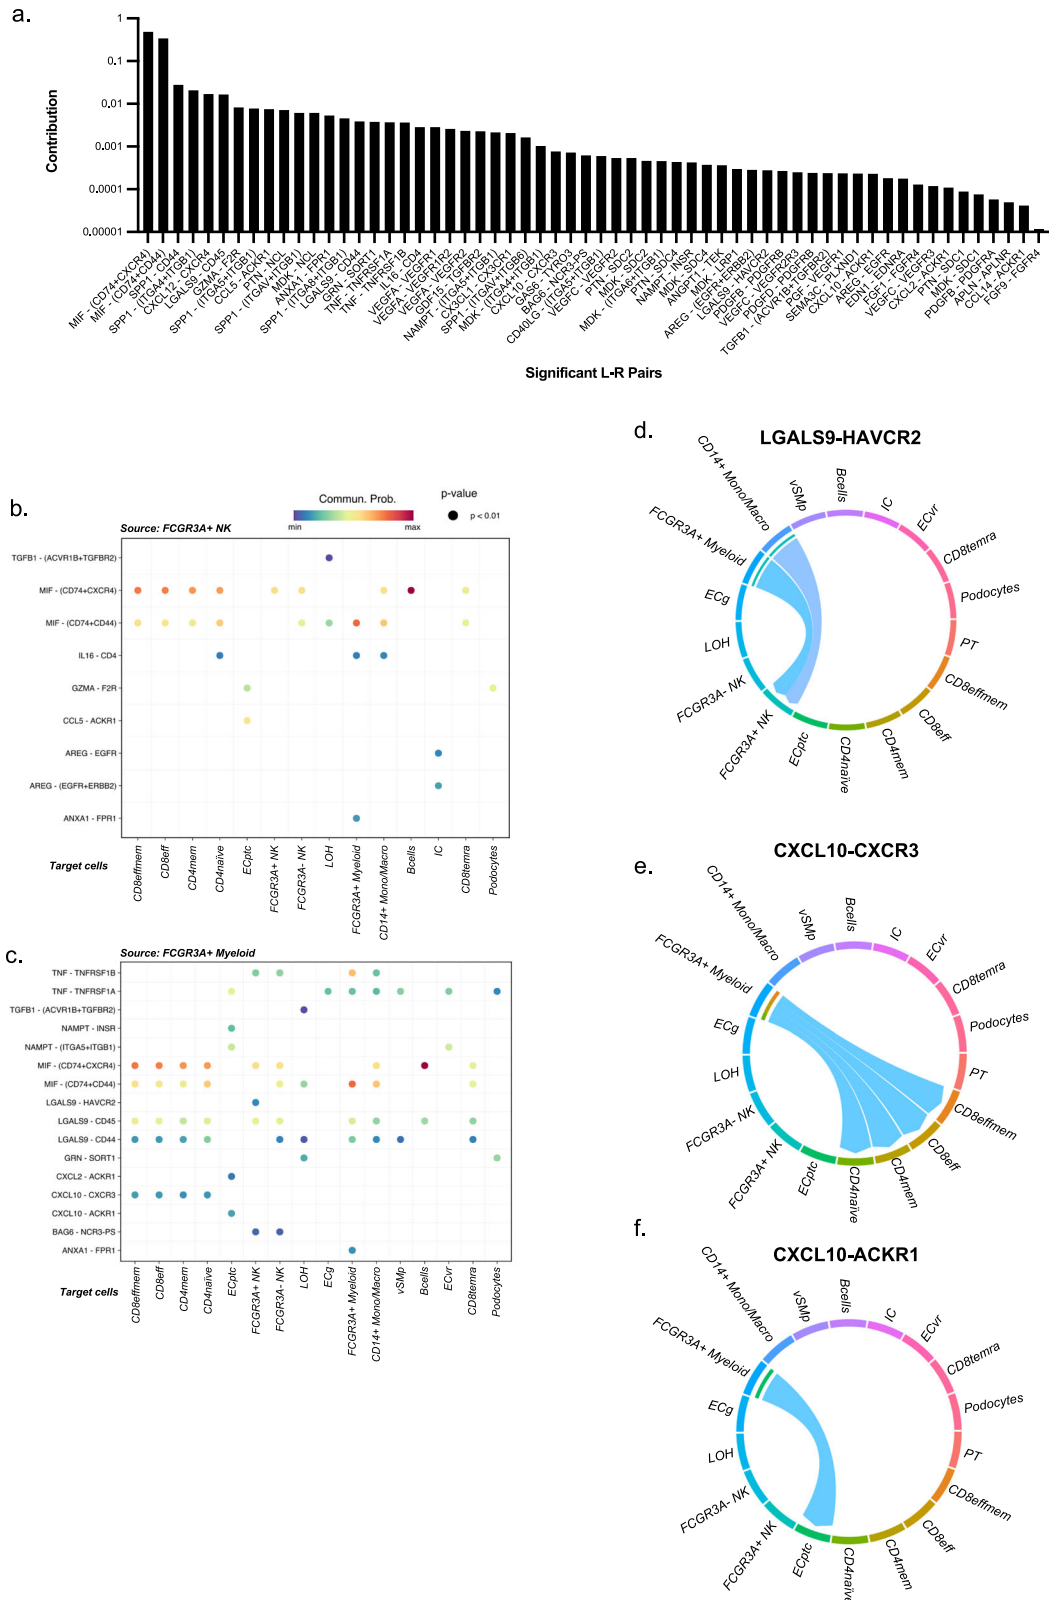 a.
1
0.1
0.01
0.001
0.0001
0.00001
Contribution
MIF - (CD74+CXCR4)
MIF - (CD74+CD44)
SPP1 - CD44
SPP1 - (ITGA4+ITGB1)
CXCL12 - CXCR4
LGALS9 - CD45
GZMA - F2R
SPP1 - (ITGA5+ITGB1)
CCL5 - ACKR1
PTN - NCL
SPP1 - (ITGAV+ITGB1)
MDK - NCL
ANXA1 - FPR1
SPP1 - (ITGA8+ITGB1)
LGALS9 - CD44
GRN - SORT1
TNF - TNFRSF1A
TNF - TNFRSF1B
IL16 - CD4
VEGFA - VEGFR1
VEGFA - VEGFR1R2
VEGFA - VEGFR2
GDF15 - TGFBR2
NAMPT - (ITGA5+ITGB1)
CX3CL1 - CX3CR1
SPP1 - (ITGAV+ITGB6)
MDK - (ITGA4+ITGB1)
CXCL10 - CXCR3
GAS6 - TYRO3
BAG6 - NCR3-PS
CD40LG - (ITGA5+ITGB1)
VEGFC - VEGFR2
PTN - SDC2
MDK - SDC2
MDK - (ITGA6+ITGB1)
PTN - SDC4
NAMPT - INSR
MDK - SDC4
ANGPT1 - TEK
MDK - LRP1
AREG - (EGFR+ERBB2)
LGALS9 - HAVCR2
PDGFB - PDGFRB
VEGFC - VEGFR2R3
PDGFD - PDGFRB
TGFB1 - (ACVR1B+TGFBR2)
PGF - VEGFR1
SEMA3C - PLXND1
CXCL10 - ACKR1
AREG - EGFR
EDN1 - EDNRA
FGF1 - FGFR4
VEGFC - VEGFR3
CXCL2 - ACKR1
PTN - SDC1
MDK - SDC1
PDGFB - PDGFRA
APLN - APLNR
CCL14 - ACKR1
FGF9 - FGFR4
Significant L-R Pairs
b.
Source: FCGR3A+ NK
Commun. Prob.
min
max
p-value
p < 0.01
TGFB1 - (ACVR1B+TGFBR2)
MIF - (CD74+CXCR4)
MIF - (CD74+CD44)
IL16 - CD4
GZMA - F2R
CCL5 - ACKR1
AREG - EGFR
AREG - (EGFR+ERBB2)
ANXA1 - FPR1
Target cells
CD8effmem
CD8eff
CD4mem
CD4naïve
ECptc
FCGR3A+ NK
FCGR3A- NK
LOH
FCGR3A+ Myeloid
CD14+ Mono/Macro
Bcells
IC
CD8temra
Podocytes
c.
Source: FCGR3A+ Myeloid
TNF - TNFRSF1B
TNF - TNFRSF1A
TGFB1 - (ACVR1B+TGFBR2)
NAMPT - INSR
NAMPT - (ITGA5+ITGB1)
MIF - (CD74+CXCR4)
MIF - (CD74+CD44)
LGALS9 - HAVCR2
LGALS9 - CD45
LGALS9 - CD44
GRN - SORT1
CXCL2 - ACKR1
CXCL10 - CXCR3
CXCL10 - ACKR1
BAG6 - NCR3-PS
ANXA1 - FPR1
Target cells
CD8effmem
CD8eff
CD4mem
CD4naïve
ECptc
FCGR3A+ NK
FCGR3A- NK
LOH
ECg
FCGR3A+ Myeloid
CD14+ Mono/Macro
vSMp
Bcells
ECvr
CD8temra
Podocytes
d.
LGALS9-HAVCR2
CD14+ Mono/Macro
vSMp
Bcells
IC
ECvr
CD8temra
Podocytes
PT
CD8effmem
CD8eff
CD4mem
CD4naïve
ECptc
FCGR3A+ NK
FCGR3A- NK
LOH
ECg
FCGR3A+ Myeloid
e.
CXCL10-CXCR3
CD14+ Mono/Macro
vSMp
Bcells
IC
ECvr
CD8temra
Podocytes
PT
CD8effmem
CD8eff
CD4mem
CD4naïve
ECptc
FCGR3A+ NK
FCGR3A- NK
LOH
ECg
FCGR3A+ Myeloid
f.
CXCL10-ACKR1
CD14+ Mono/Macro
vSMp
Bcells
IC
ECvr
CD8temra
Podocytes
PT
CD8effmem
CD8eff
CD4mem
CD4naïve
ECptc
FCGR3A+ NK
FCGR3A- NK
LOH
ECg
FCGR3A+ Myeloid